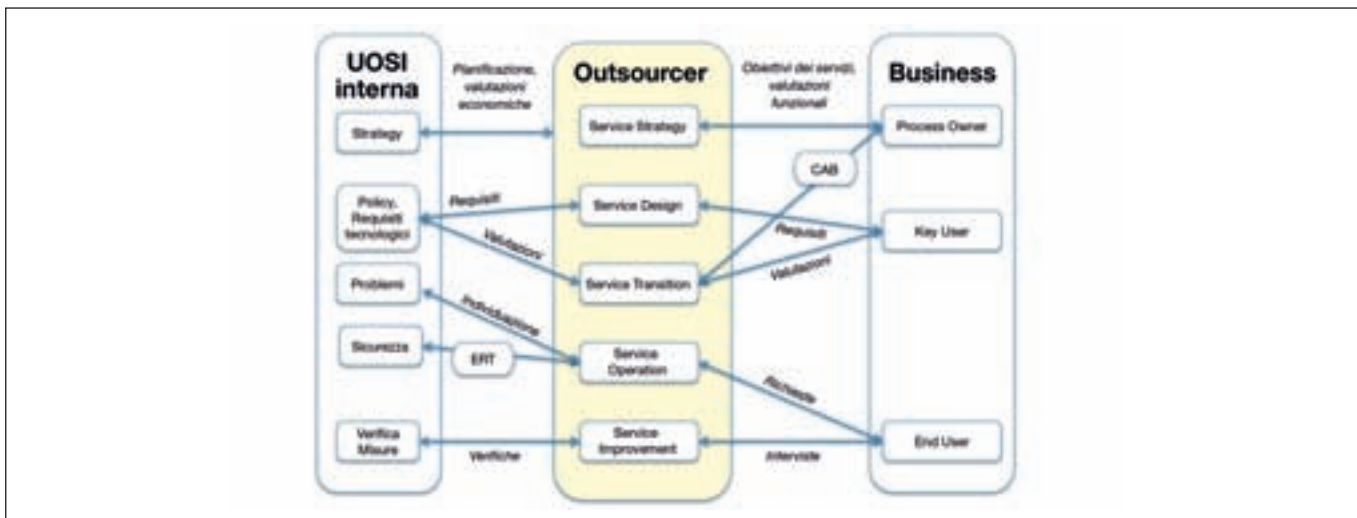 UOSI
interna
Strategy
Policy,
Requisiti
tecnologici
Problemi
Sicurezza
Verifica
Misure
Planificazione,
valutazioni
economiche
Requisiti
Valutazioni
Individuazione
ERT
Verifiche
Outsourcer
Service Strategy
Service Design
Service Transition
Service
Operation
Service
Improvement
Obiettivi dei servizi,
valutazioni
funzionali
CAB
Requisiti
Valutazioni
Richieste
Interviste
Business
Process Owner
Key User
End User